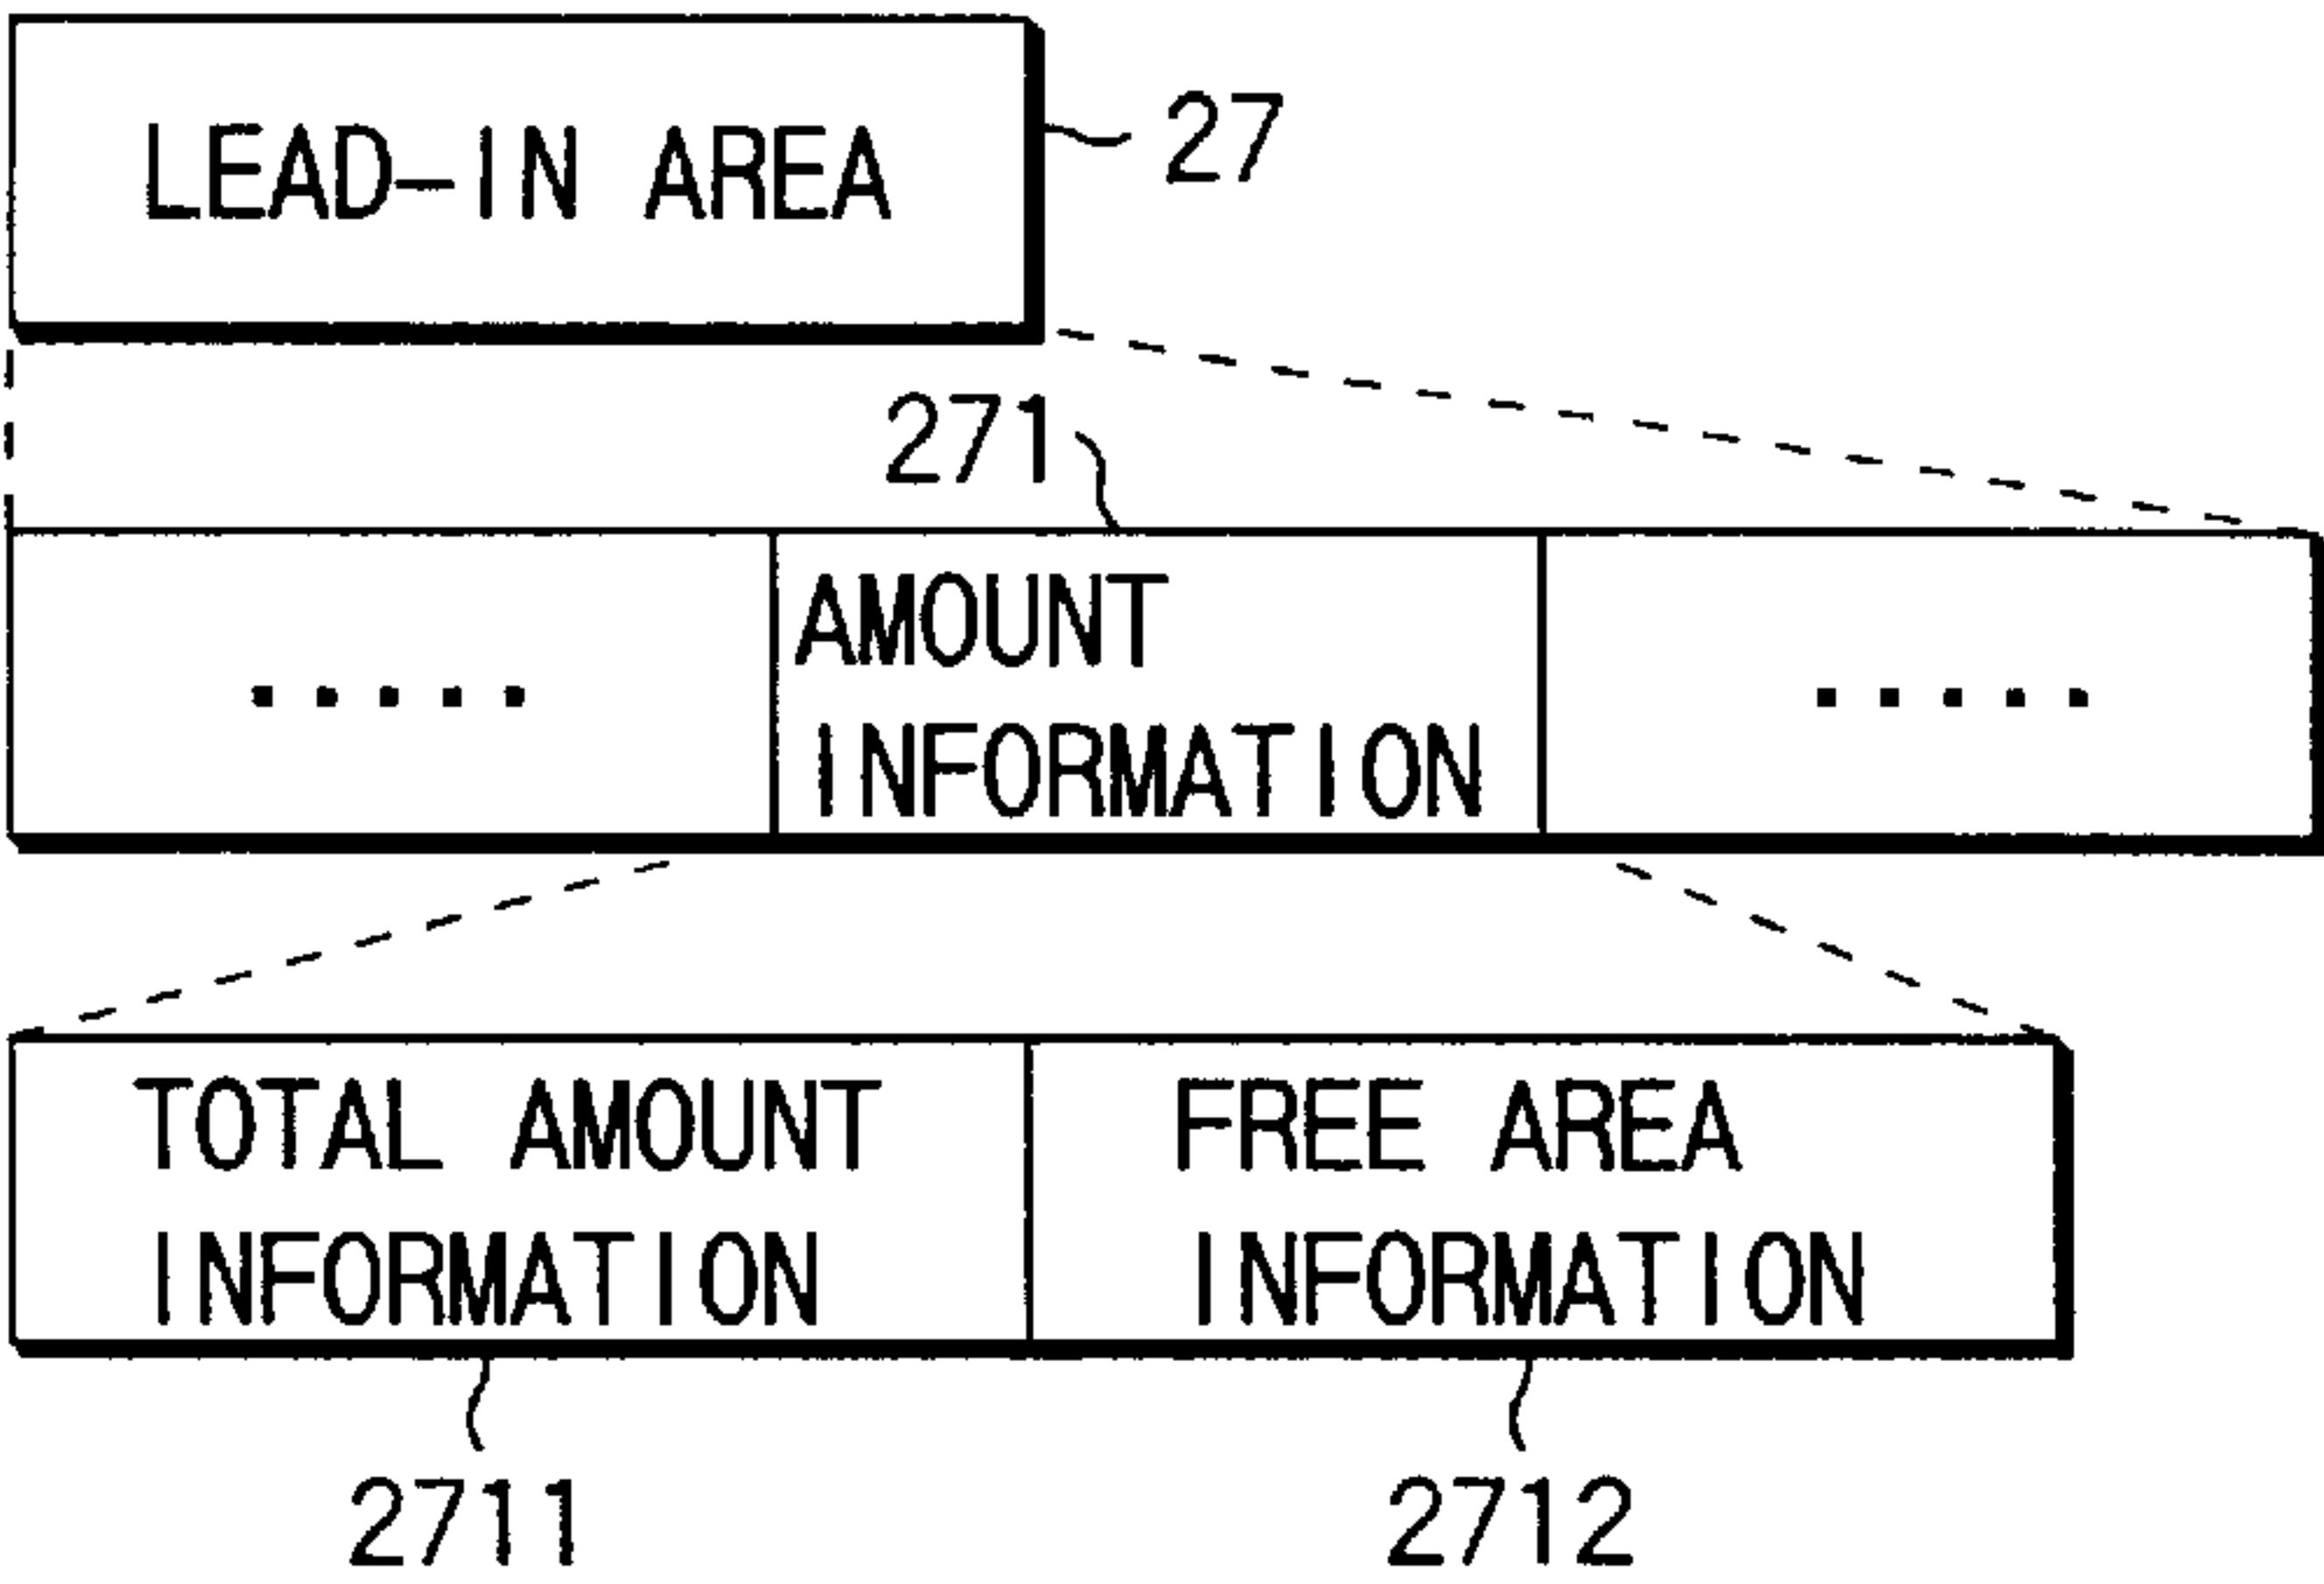 LEAD-IN AREA
27
271
.....
AMOUNT
INFORMATION
.....
TOTAL AMOUNT
INFORMATION
FREE AREA
INFORMATION
2711
2712